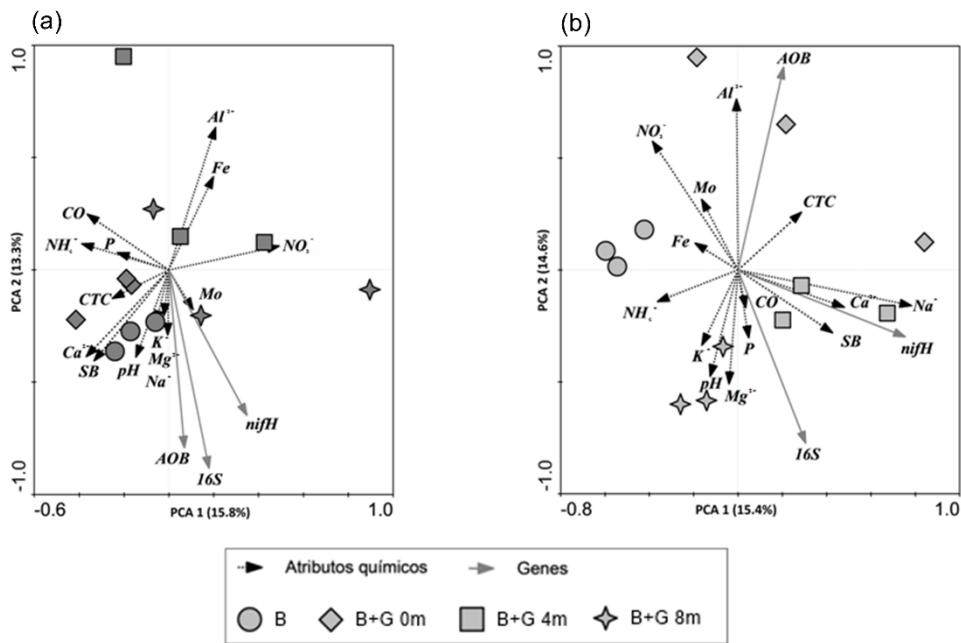 (a)
1.0
PCA 2 (13.3%)
-1.0
Al³⁺
Fe
CO
NH₄⁻
P
NO₃⁻
CTC
Mo
Ca²⁺
SB
pH
K⁻
Mg²⁺
Na⁻
nifH
AOB
16S
-0.6
PCA 1 (15.8%)
1.0
(b)
1.0
PCA 2 (14.6%)
-1.0
AOB
Al³⁺
NO₃⁻
Mo
CTC
Fe
NH₄⁻
CO
Ca²⁺
Na⁻
SB
nifH
K⁻
P
pH
Mg²⁺
16S
-0.8
PCA 1 (15.4%)
1.0
Atributos químicos
Genes
B
B+G 0m
B+G 4m
B+G 8m